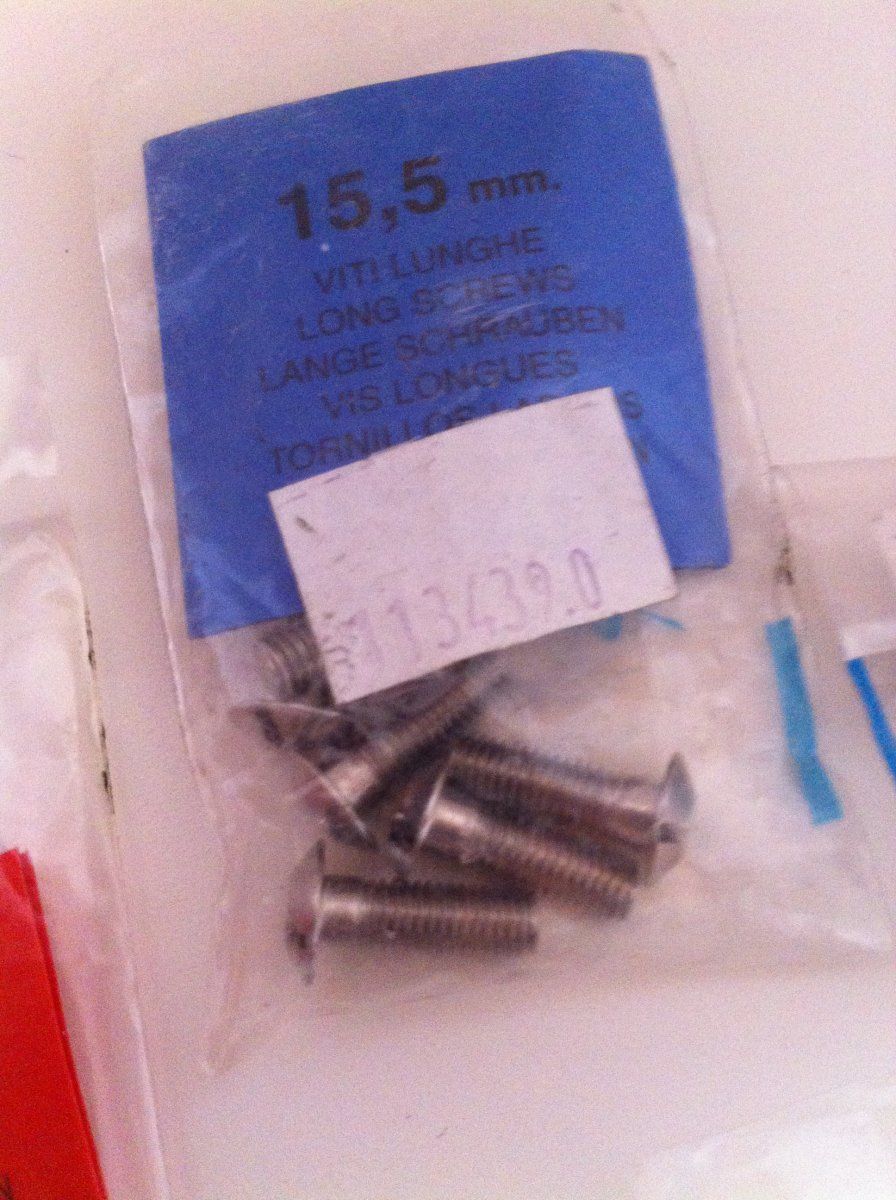 15,5 mm.
VITI LUNGHE
LONG SCREWS
LANGE SCHRAUBEN
VIS LONGUES
113439.0